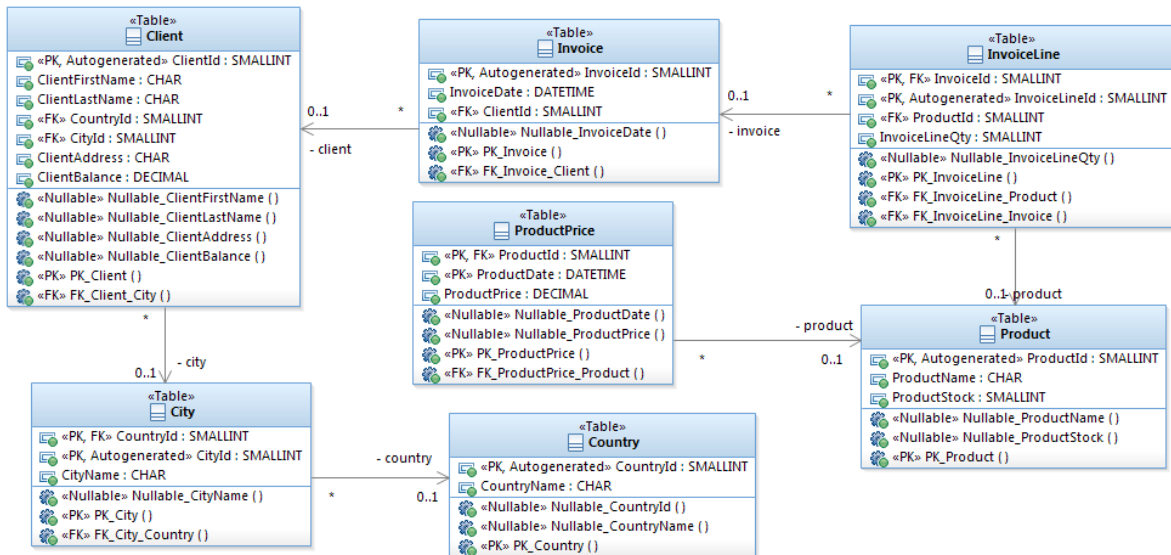 «Table»
Client
«PK, Autogenerated» ClientId : SMALLINT
ClientFirstName : CHAR
ClientLastName : CHAR
«FK» CountryId : SMALLINT
«FK» CityId : SMALLINT
ClientAddress : CHAR
ClientBalance : DECIMAL
«Nullable» Nullable_ClientFirstName ( )
«Nullable» Nullable_ClientLastName ( )
«Nullable» Nullable_ClientAddress ( )
«Nullable» Nullable_ClientBalance ( )
«PK» PK_Client ( )
«FK» FK_Client_City ( )
0..1
*
- client
«Table»
Invoice
«PK, Autogenerated» InvoiceId : SMALLINT
InvoiceDate : DATETIME
«FK» ClientId : SMALLINT
«Nullable» Nullable_InvoiceDate ( )
«PK» PK_Invoice ( )
«FK» FK_Invoice_Client ( )
0..1
*
- invoice
«Table»
InvoiceLine
«PK, FK» InvoiceId : SMALLINT
«PK, Autogenerated» InvoiceLineId : SMALLINT
«FK» ProductId : SMALLINT
InvoiceLineQty : SMALLINT
«Nullable» Nullable_InvoiceLineQty ( )
«PK» PK_InvoiceLine ( )
«FK» FK_InvoiceLine_Product ( )
«FK» FK_InvoiceLine_Invoice ( )
*
0..1
- product
«Table»
ProductPrice
«PK, FK» ProductId : SMALLINT
«PK» ProductDate : DATETIME
ProductPrice : DECIMAL
«Nullable» Nullable_ProductDate ( )
«Nullable» Nullable_ProductPrice ( )
«PK» PK_ProductPrice ( )
«FK» FK_ProductPrice_Product ( )
- product
*
0..1
«Table»
Product
«PK, Autogenerated» ProductId : SMALLINT
ProductName : CHAR
ProductStock : SMALLINT
«Nullable» Nullable_ProductName ( )
«Nullable» Nullable_ProductStock ( )
«PK» PK_Product ( )
*
- city
0..1
«Table»
City
«PK, FK» CountryId : SMALLINT
«PK, Autogenerated» CityId : SMALLINT
CityName : CHAR
«Nullable» Nullable_CityName ( )
«PK» PK_City ( )
«FK» FK_City_Country ( )
- country
*
0..1
«Table»
Country
«PK, Autogenerated» CountryId : SMALLINT
CountryName : CHAR
«Nullable» Nullable_CountryId ( )
«Nullable» Nullable_CountryName ( )
«PK» PK_Country ( )